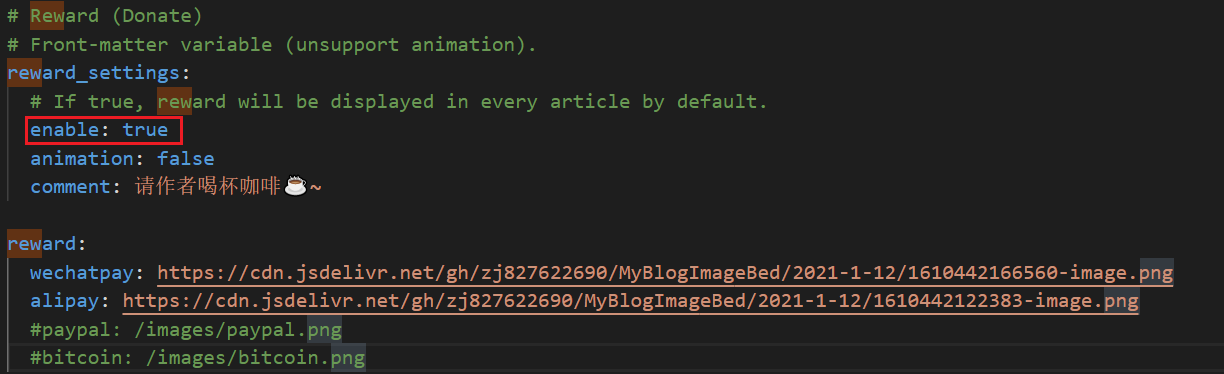 # Reward (Donate)
# Front-matter variable (unsupport animation).
reward_settings:
  # If true, reward will be displayed in every article by default.
  enable: true
  animation: false
  comment: 请作者喝杯咖啡☕~
reward:
  wechatpay: https://cdn.jsdelivr.net/gh/zj827622690/MyBlogImageBed/2021-1-12/1610442166560-image.png
  alipay: https://cdn.jsdelivr.net/gh/zj827622690/MyBlogImageBed/2021-1-12/1610442122383-image.png
  #paypal: /images/paypal.png
  #bitcoin: /images/bitcoin.png